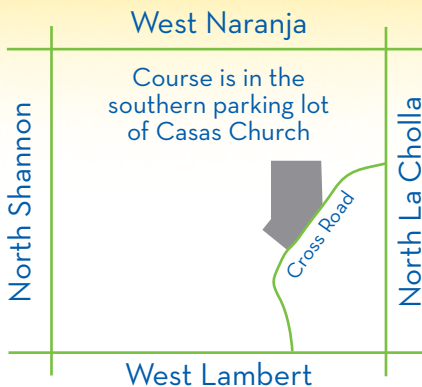 West Naranja
Course is in the
southern parking lot
of Casas Church
North Shannon
North La Cholla
Cross Road
West Lambert